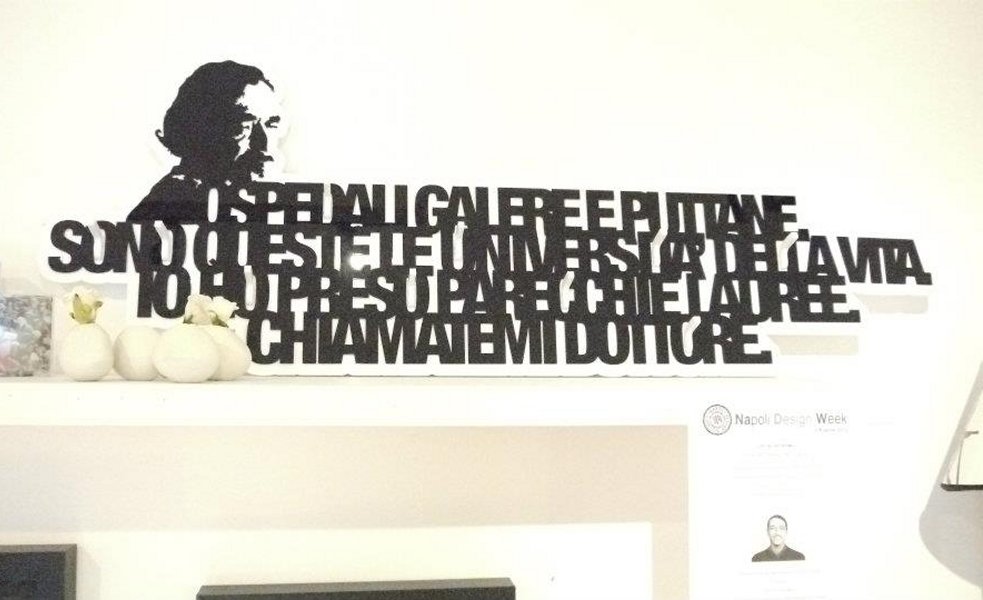 OSPEDALI GALERE E PUTTANE.
SONO QUESTE LE UNIVERSITA' DELLA VITA.
IO HO PRESO PARECCHIE LAUREE.
CHIAMATEMI DOTTORE.
Napoli Design Week